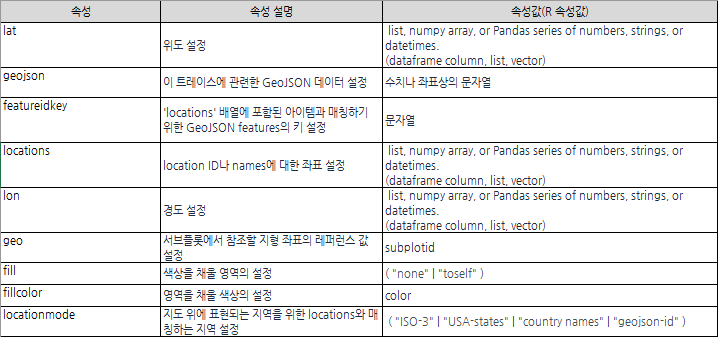 속성 속성 설명 속성값(R 속성값)
lat
위도 설정
list, numpy array, or Pandas series of numbers, strings, or
datetimes.
(dataframe column, list, vector)
geojson
이 트레이스에 관련한 GeoJSON 데이터 설정
수치나 좌표상의 문자열
featureidkey
'locations' 배열에 포함된 아이템과 매칭하기
위한 GeoJSON features의 키 설정
문자열
locations
location ID나 names에 대한 좌표 설정
list, numpy array, or Pandas series of numbers, strings, or
datetimes.
(dataframe column, list, vector)
lon
경도 설정
list, numpy array, or Pandas series of numbers, strings, or
datetimes.
(dataframe column, list, vector)
geo
서브플롯에서 참조할 지형 좌표의 레퍼런스 값
설정
subplotid
fill
색상을 채울 영역의 설정
( "none" | "toself" )
fillcolor
영역을 채울 색상의 설정
color
locationmode
지도 위에 표현되는 지역을 위한 locations와 매
칭하는 지역 설정
( "ISO-3" | "USA-states" | "country names" | "geojson-id" )